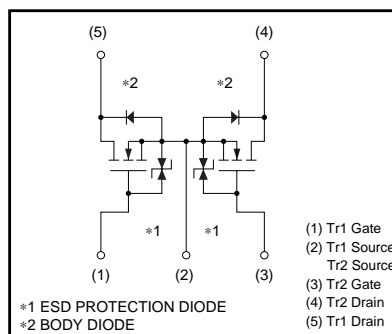 (5) (4)
∗2 ∗2
∗1 ∗1
(1) (2) (3)
∗1 ESD PROTECTION DIODE
∗2 BODY DIODE
(1) Tr1 Gate
(2) Tr1 Source
Tr2 Source
(3) Tr2 Gate
(4) Tr2 Drain
(5) Tr1 Drain